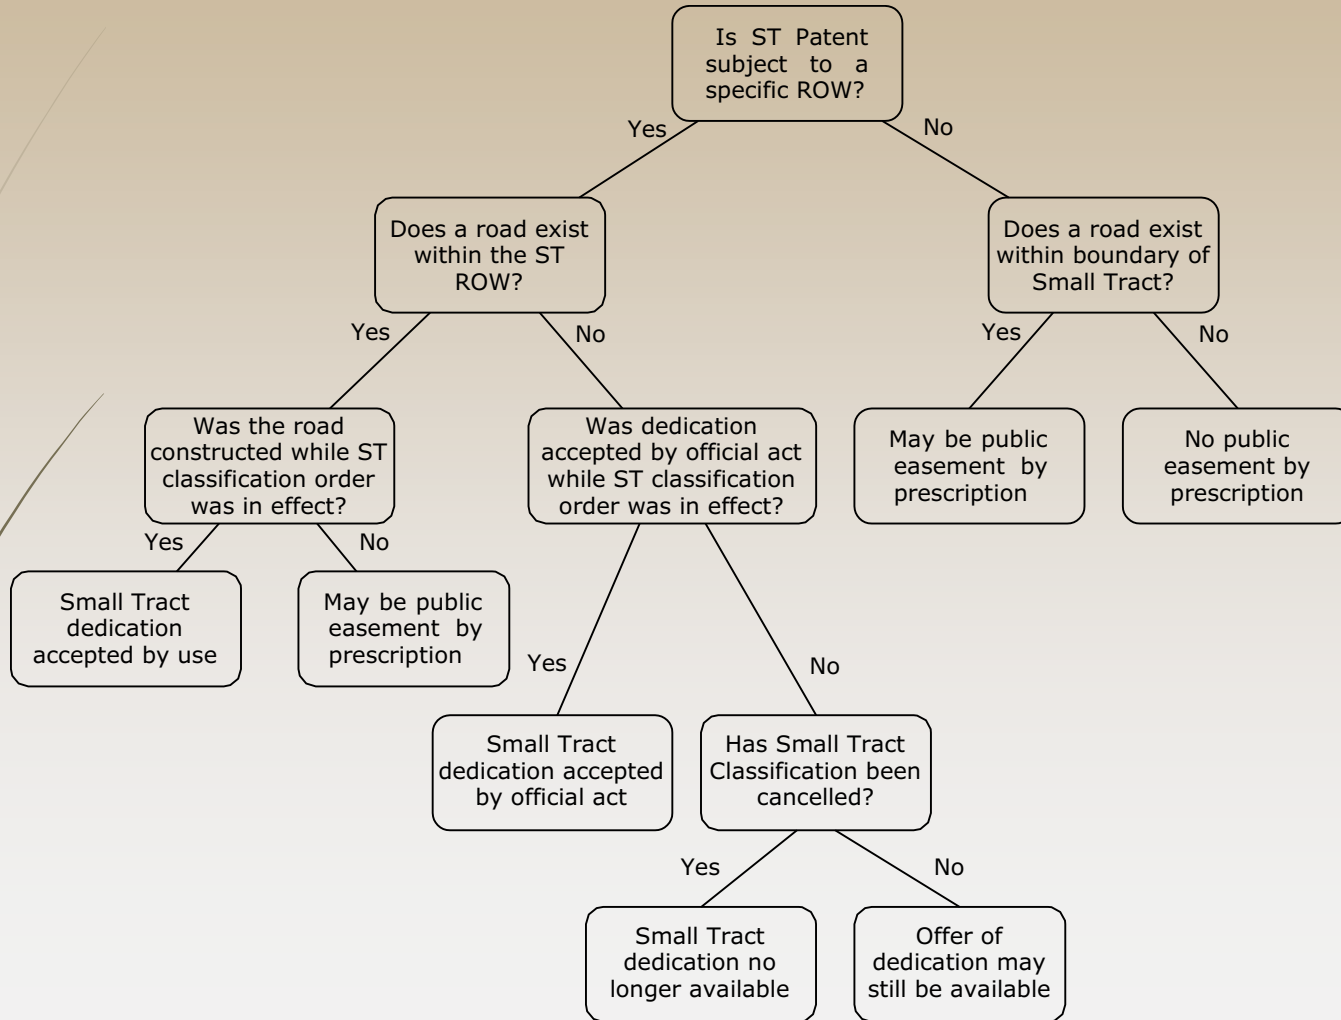 Is ST Patent
subject to a
specific ROW?
Yes
No
Does a road exist
within the ST
ROW?
Does a road exist
within boundary of
Small Tract?
Yes
No
Yes
No
Was the road
constructed while ST
classification order
was in effect?
Was dedication
accepted by official act
while ST classification
order was in effect?
May be public
easement by
prescription
No public
easement by
prescription
Yes
No
Small Tract
dedication
accepted by use
May be public
easement by
prescription
Yes
No
Small Tract
dedication accepted
by official act
Has Small Tract
Classification been
cancelled?
Yes
No
Small Tract
dedication no
longer available
Offer of
dedication may
still be available